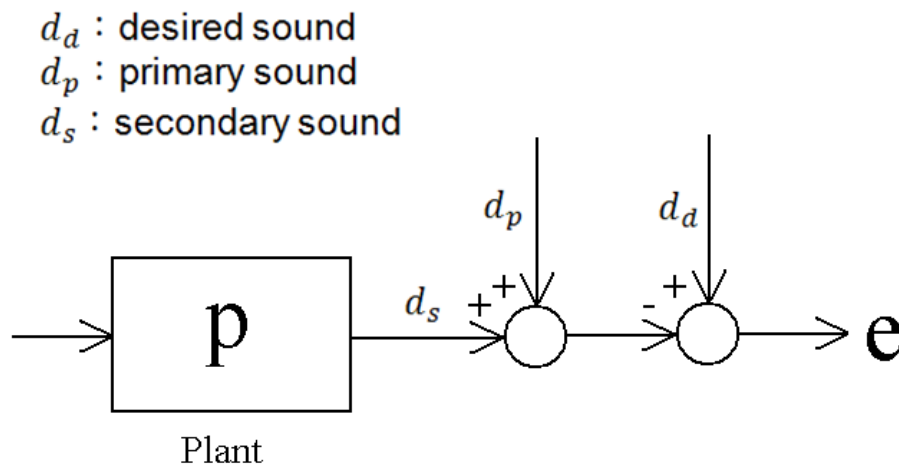 d_d : desired sound
d_p : primary sound
d_s : secondary sound
d_p
d_d
d_s
+
+
-
+
p
e
Plant